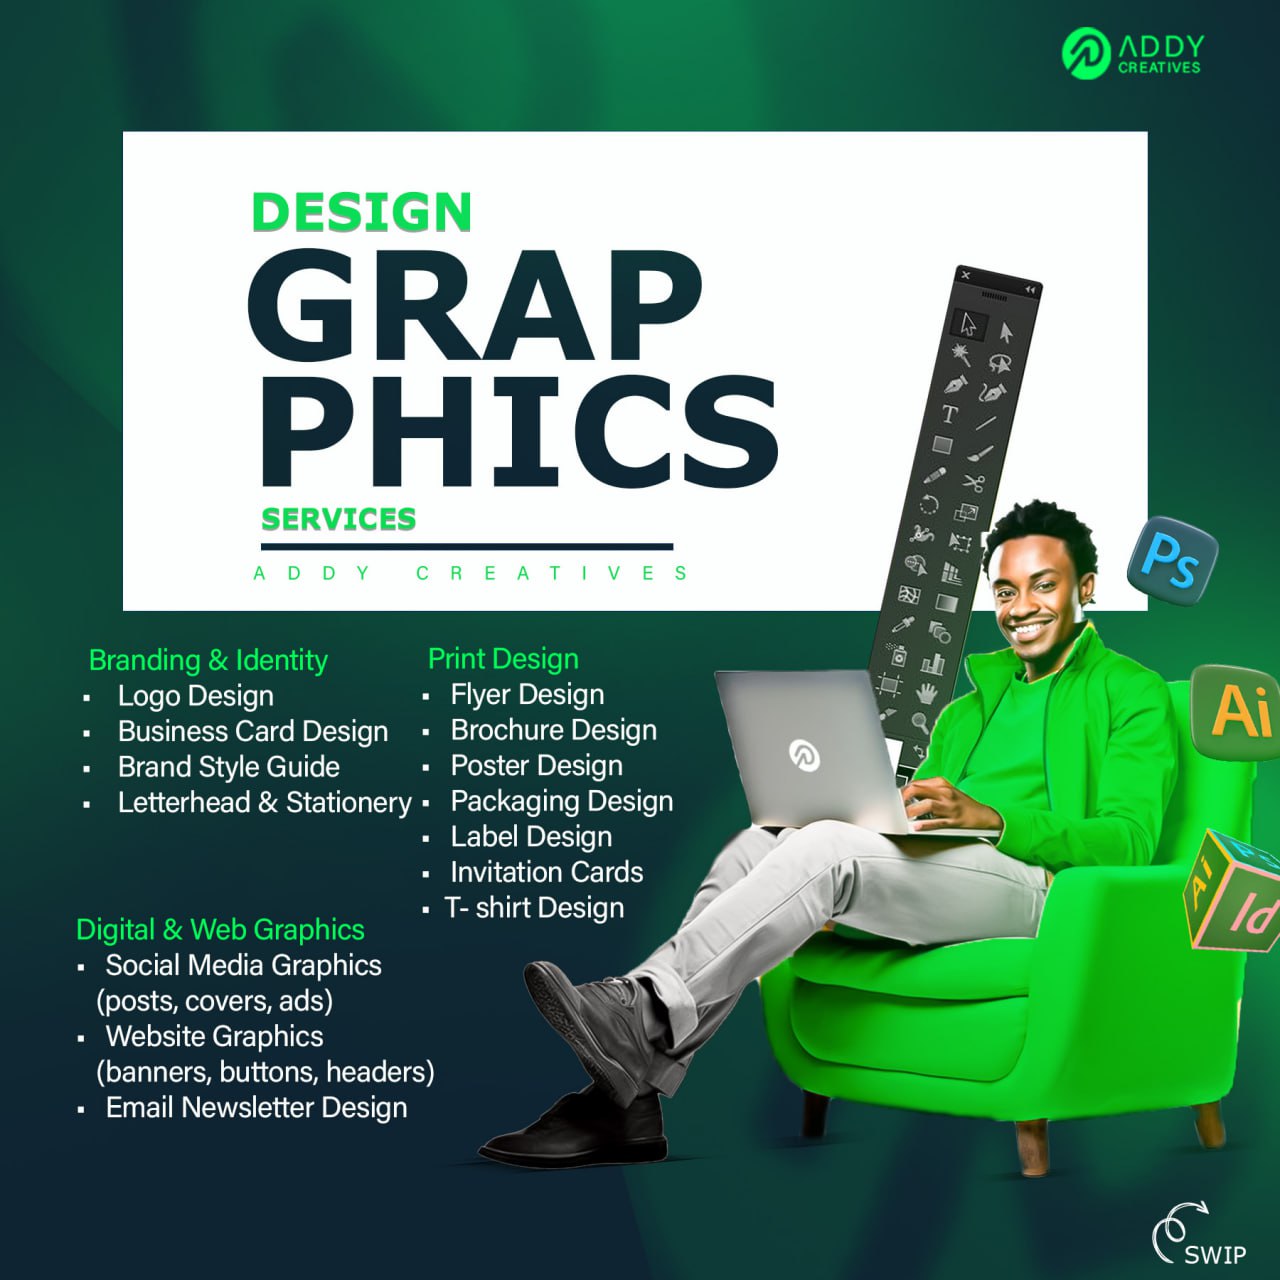 ADDY
CREATIVES
DESIGN
GRAP
PHICS
SERVICES
ADDY CREATIVES
Branding & Identity
▪ Logo Design
▪ Business Card Design
▪ Brand Style Guide
▪ Letterhead & Stationery
Print Design
▪ Flyer Design
▪ Brochure Design
▪ Poster Design
▪ Packaging Design
▪ Label Design
▪ Invitation Cards
▪ T- shirt Design
Digital & Web Graphics
▪ Social Media Graphics
(posts, covers, ads)
▪ Website Graphics
(banners, buttons, headers)
▪ Email Newsletter Design
T
Ps
Ai
Ai
Ps
Id
SWIP